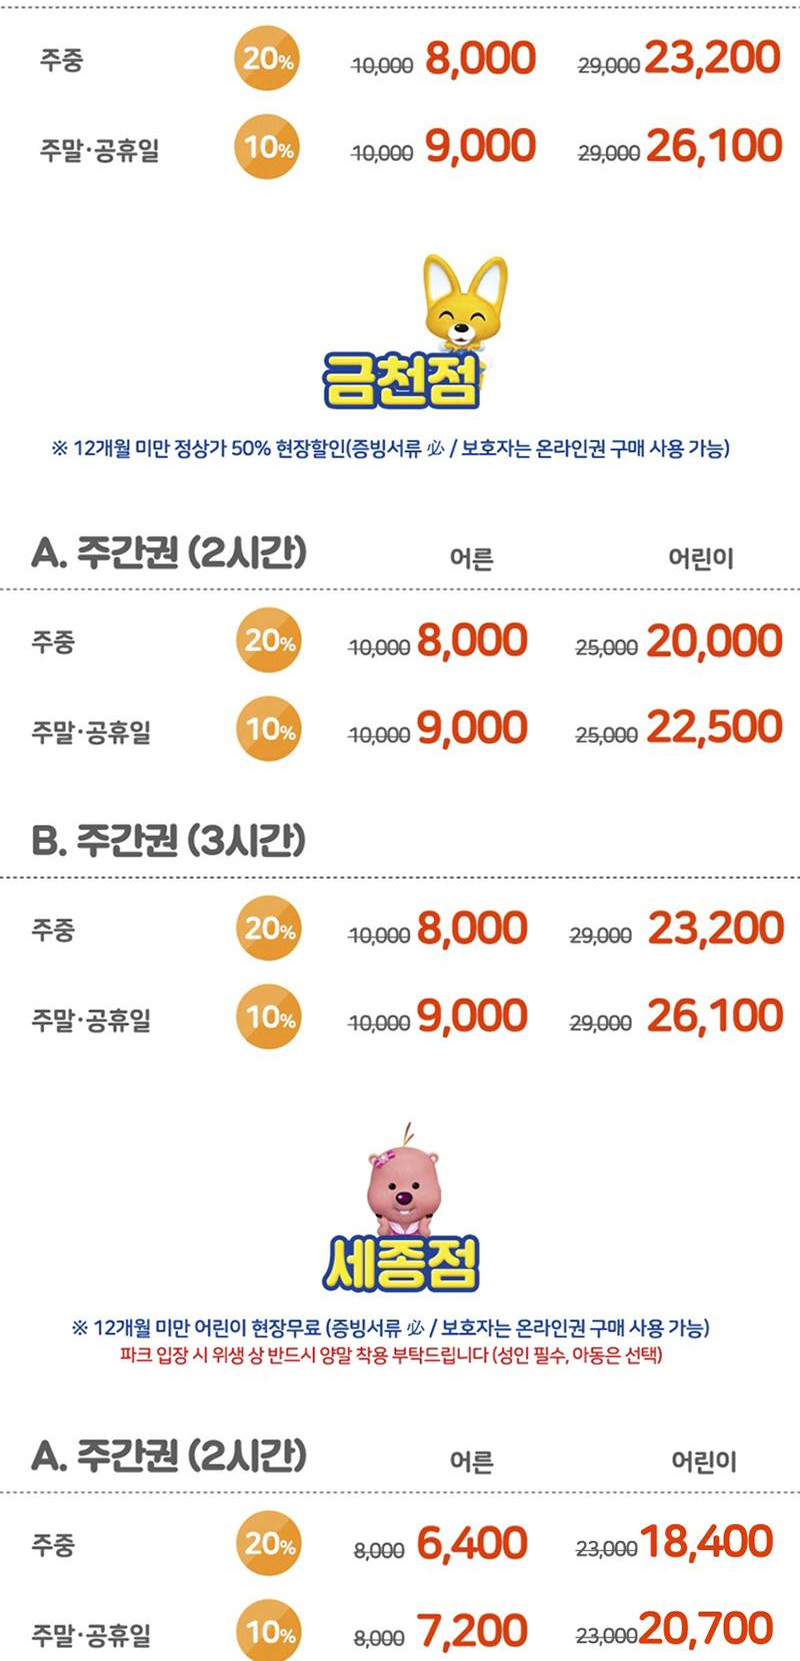 주중 20% 10,000 8,000 29,000 23,200
주말·공휴일 10% 10,000 9,000 29,000 26,100
금천점
※ 12개월 미만 정상가 50% 현장할인(증빙서류 必 / 보호자는 온라인권 구매 사용 가능)
A. 주간권 (2시간) 어른 어린이
주중 20% 10,000 8,000 25,000 20,000
주말·공휴일 10% 10,000 9,000 25,000 22,500
B. 주간권 (3시간)
주중 20% 10,000 8,000 29,000 23,200
주말·공휴일 10% 10,000 9,000 29,000 26,100
세종점
※ 12개월 미만 어린이 현장무료 (증빙서류 必 / 보호자는 온라인권 구매 사용 가능)
파크 입장 시 위생 상 반드시 양말 착용 부탁드립니다 (성인 필수, 아동은 선택)
A. 주간권 (2시간) 어른 어린이
주중 20% 8,000 6,400 23,000 18,400
주말·공휴일 10% 8,000 7,200 23,000 20,700